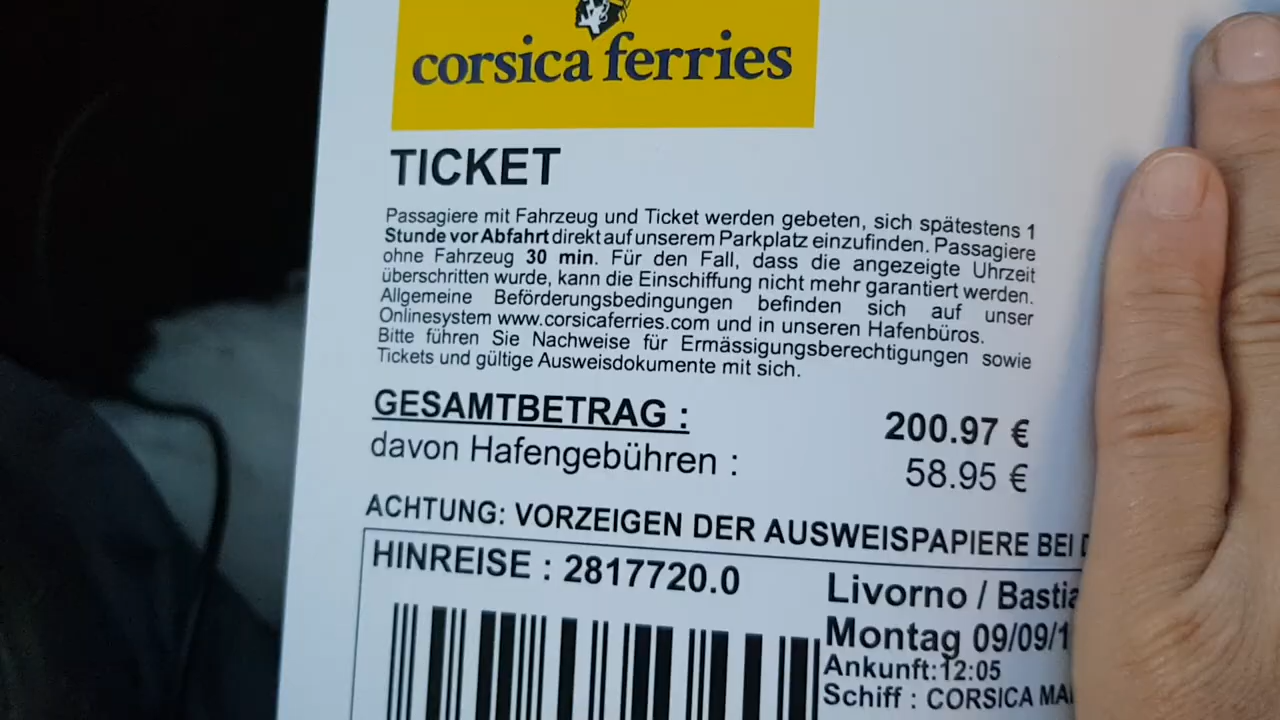 corsica ferries
TICKET
Passagiere mit Fahrzeug und Ticket werden gebeten, sich spätestens 1
Stunde vor Abfahrt direkt auf unserem Parkplatz einzufinden. Passagiere
ohne Fahrzeug 30 min. Für den Fall, dass die angezeigte Uhrzeit
überschritten wurde, kann die Einschiffung nicht mehr garantiert werden.
Allgemeine Beförderungsbedingungen befinden sich auf unser
Onlinesystem www.corsicaferries.com und in unseren Hafenbüros.
Bitte führen Sie Nachweise für Ermässigungsberechtigungen sowie
Tickets und gültige Ausweisdokumente mit sich.
GESAMTBETRAG : 200.97 €
davon Hafengebühren : 58.95 €
ACHTUNG: VORZEIGEN DER AUSWEISPAPIERE BEI
HINREISE : 2817720.0
Livorno / Bastia
Montag 09/09/1
Ankunft:12:05
Schiff : CORSICA